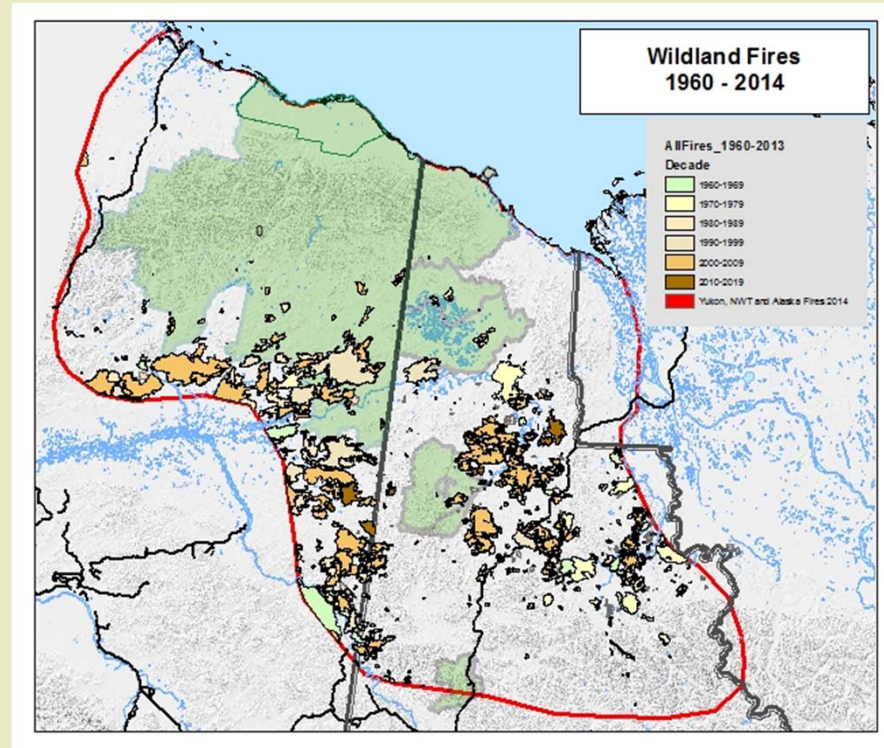 Wildland Fires
1960 - 2014
AllFires_1960-2013
Decade
1960-1969
1970-1979
1980-1989
1990-1999
2000-2009
2010-2019
Yukon, NWT and Alaska Fires 2014